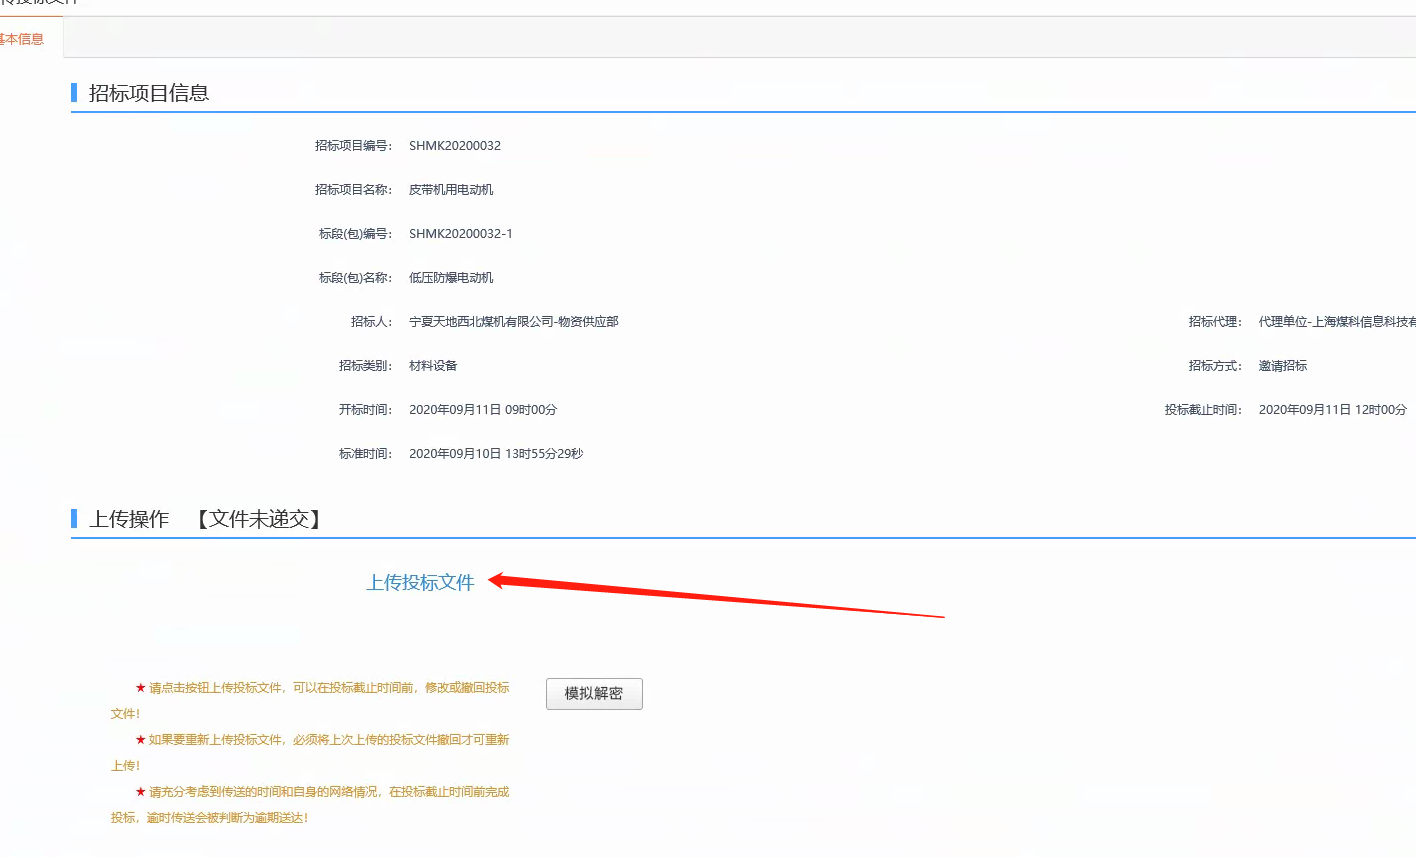 传投标文件
基本信息
招标项目信息
招标项目编号： SHMK20200032
招标项目名称： 皮带机用电动机
标段(包)编号： SHMK20200032-1
标段(包)名称： 低压防爆电动机
招标人： 宁夏天地西北煤机有限公司-物资供应部 招标代理： 代理单位-上海煤科信息科技有
招标类别： 材料设备 招标方式： 邀请招标
开标时间： 2020年09月11日 09时00分 投标截止时间： 2020年09月11日 12时00分
标准时间： 2020年09月10日 13时55分29秒
上传操作 【文件未递交】
上传投标文件
★ 请点击按钮上传投标文件，可以在投标截止时间前，修改或撤回投标
文件！
模拟解密
★ 如果要重新上传投标文件，必须将上次上传的投标文件撤回才可重新
上传！
★ 请充分考虑到传送的时间和自身的网络情况，在投标截止时间前完成
投标，逾时传送会被判断为逾期送达！